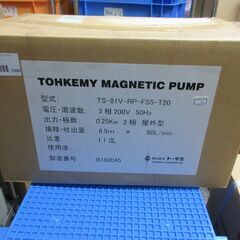 TOHKEMY MAGNETIC PUMP
型式： TS-81V-RP-FS5-T20
電圧・周波数 3相200V 50Hz
出力・極数： 0.25Kw 2極 屋外型
揚程・吐出量： 6.5m × 80L/min
比重 1.1迄
使用液
製造番号： B182045
株式会社トーケミ